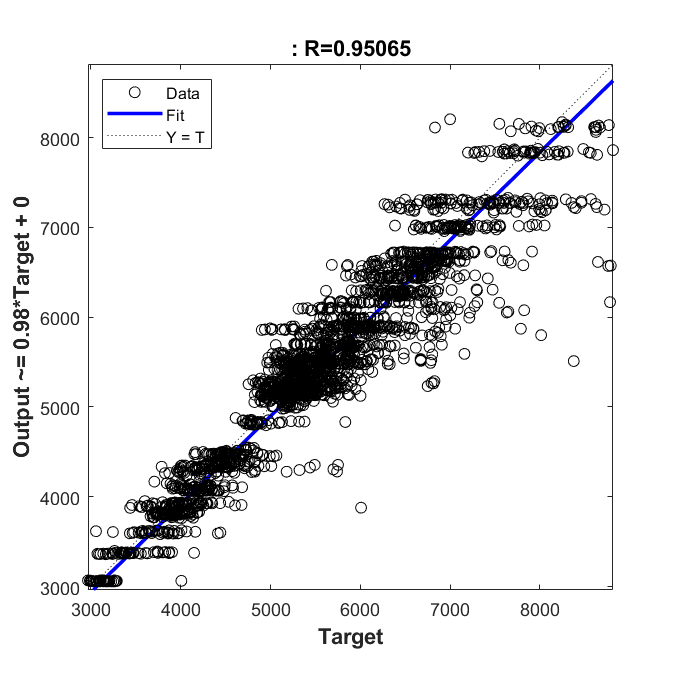 : R=0.95065
Data
Fit
Y = T
8000
7000
6000
5000
4000
3000
Output ~= 0.98*Target + 0
3000 4000 5000 6000 7000 8000
Target